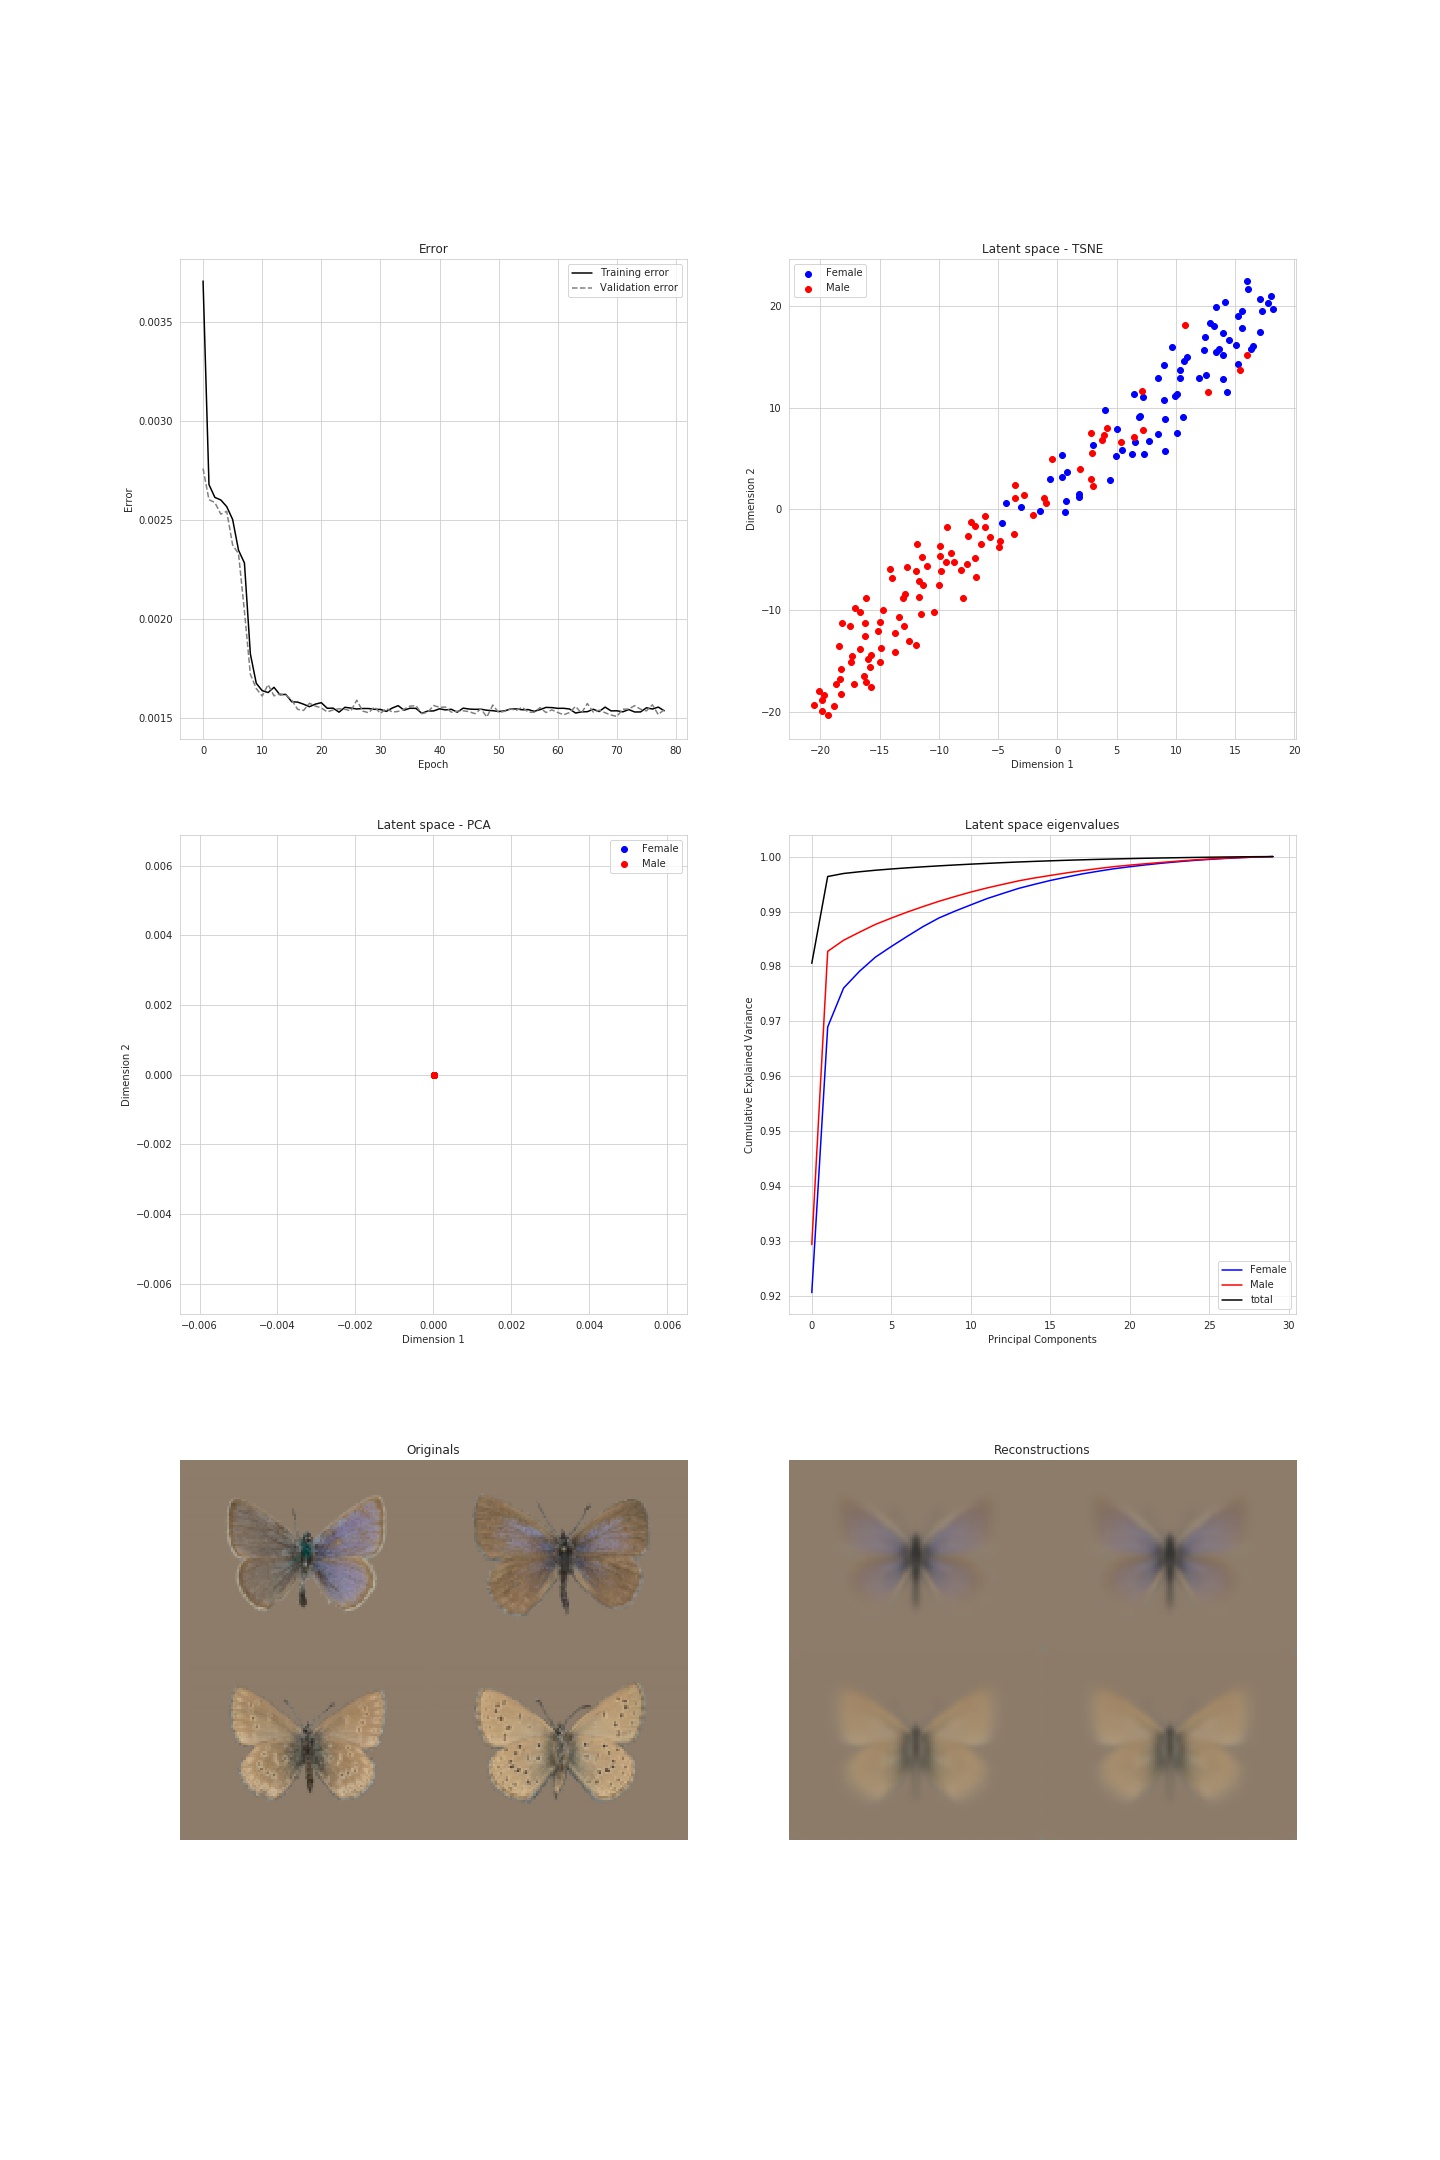 Error
Training error
Validation error
0.0035
0.0030
0.0025
0.0020
0.0015
Error
0 10 20 30 40 50 60 70 80
Epoch
Latent space - TSNE
Female
Male
20
10
0
−10
−20
Dimension 2
−20 −15 −10 −5 0 5 10 15 20
Dimension 1
Latent space - PCA
Female
Male
0.006
0.004
0.002
0.000
−0.002
−0.004
−0.006
Dimension 2
−0.006 −0.004 −0.002 0.000 0.002 0.004 0.006
Dimension 1
Latent space eigenvalues
1.00
0.99
0.98
0.97
0.96
0.95
0.94
0.93
0.92
Cumulative Explained Variance
Female
Male
total
0 5 10 15 20 25 30
Principal Components
Originals
Reconstructions